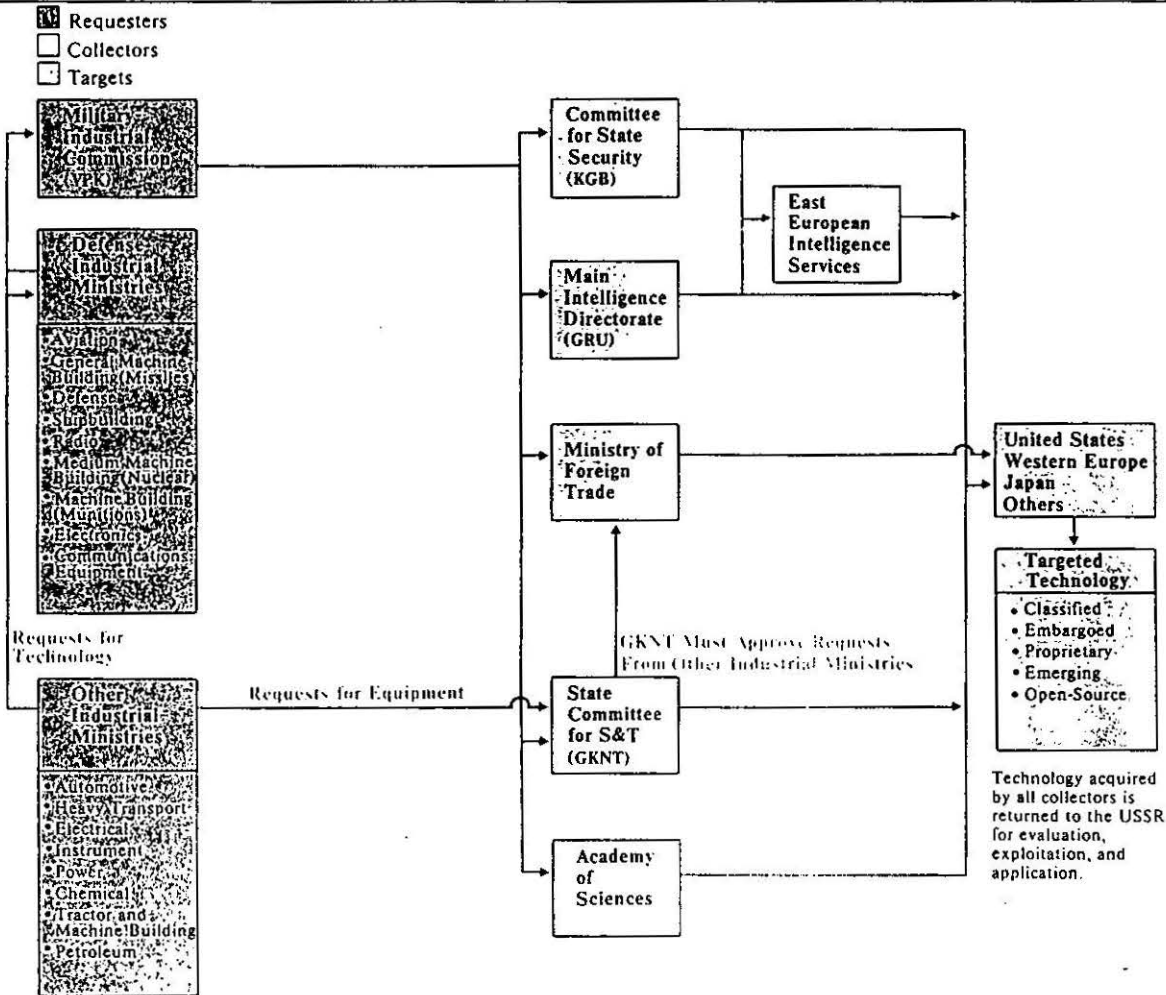 Requesters
Collectors
Targets
Military
Industrial
Commission
(VPK)
Defense
Industrial
Ministries
• Aviation
• General Machine
Building (Missiles)
• Defense
• Shipbuilding
• Radio
• Medium Machine
Building (Nuclear)
• Machine Building
(Munitions)
• Electronics
• Communications
Equipment
Requests for
Technology
Other
Industrial
Ministries
• Automotive
• Heavy Transport
• Electrical
• Instrument
• Power
• Chemical
• Tractor and
Machine Building
• Petroleum
Requests for Equipment
Committee
for State
Security
(KGB)
Main
Intelligence
Directorate
(GRU)
Ministry of
Foreign
Trade
GKNT Must Approve Requests
From Other Industrial Ministries
State
Committee
for S&T
(GKNT)
Academy
of
Sciences
East
European
Intelligence
Services
United States
Western Europe
Japan
Others
Targeted
Technology
• Classified
• Embargoed
• Proprietary
• Emerging
• Open-Source
Technology acquired
by all collectors is
returned to the USSR
for evaluation,
exploitation, and
application.